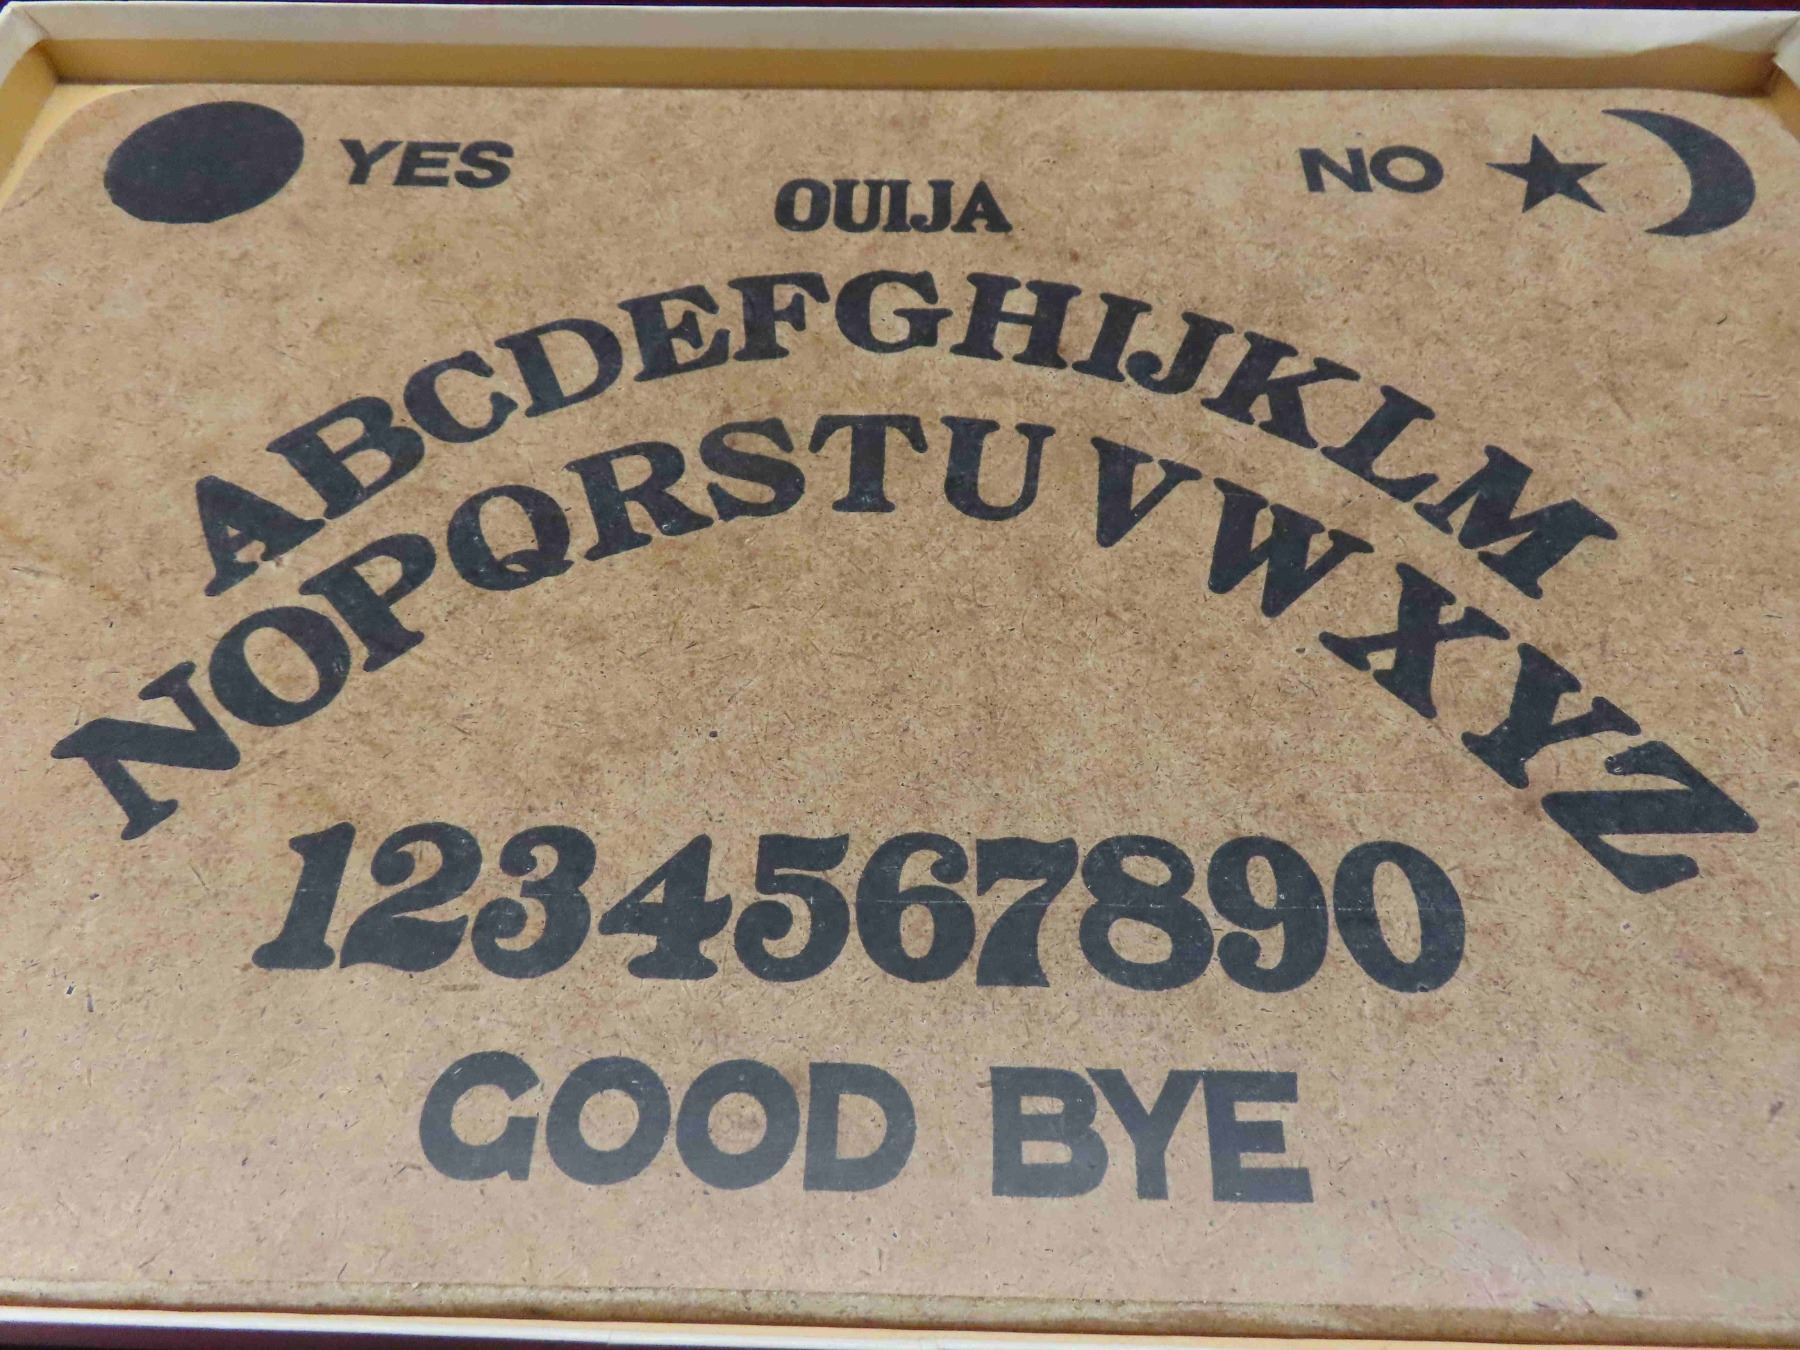 YES
NO
OUIJA
ABCDEFGHIJKLM
NOPQRSTUVWXYZ
1234567890
GOOD BYE